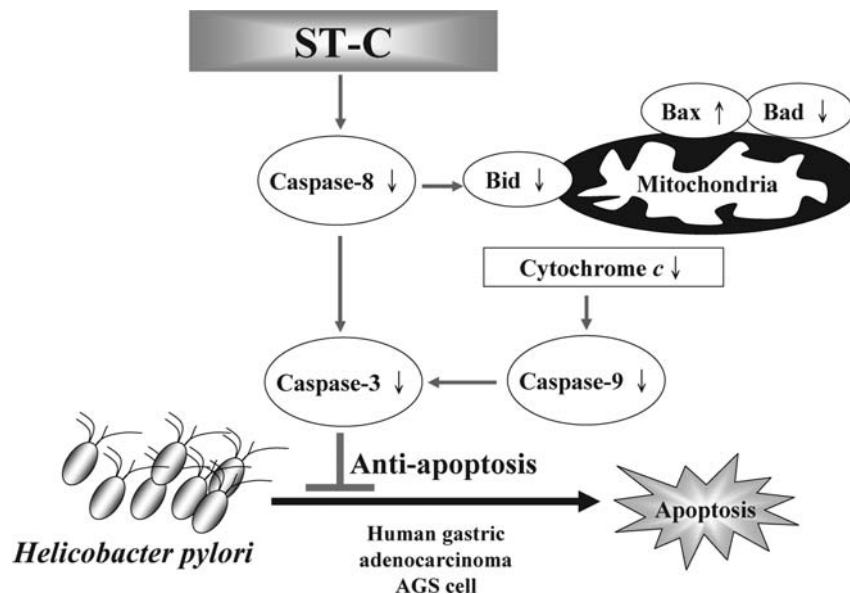 ST-C
Bax ↑
Bad ↓
Caspase-8 ↓
Bid ↓
Mitochondria
Cytochrome c ↓
Caspase-3 ↓
Caspase-9 ↓
Anti-apoptosis
Apoptosis
Helicobacter pylori
Human gastric
adenocarcinoma
AGS cell